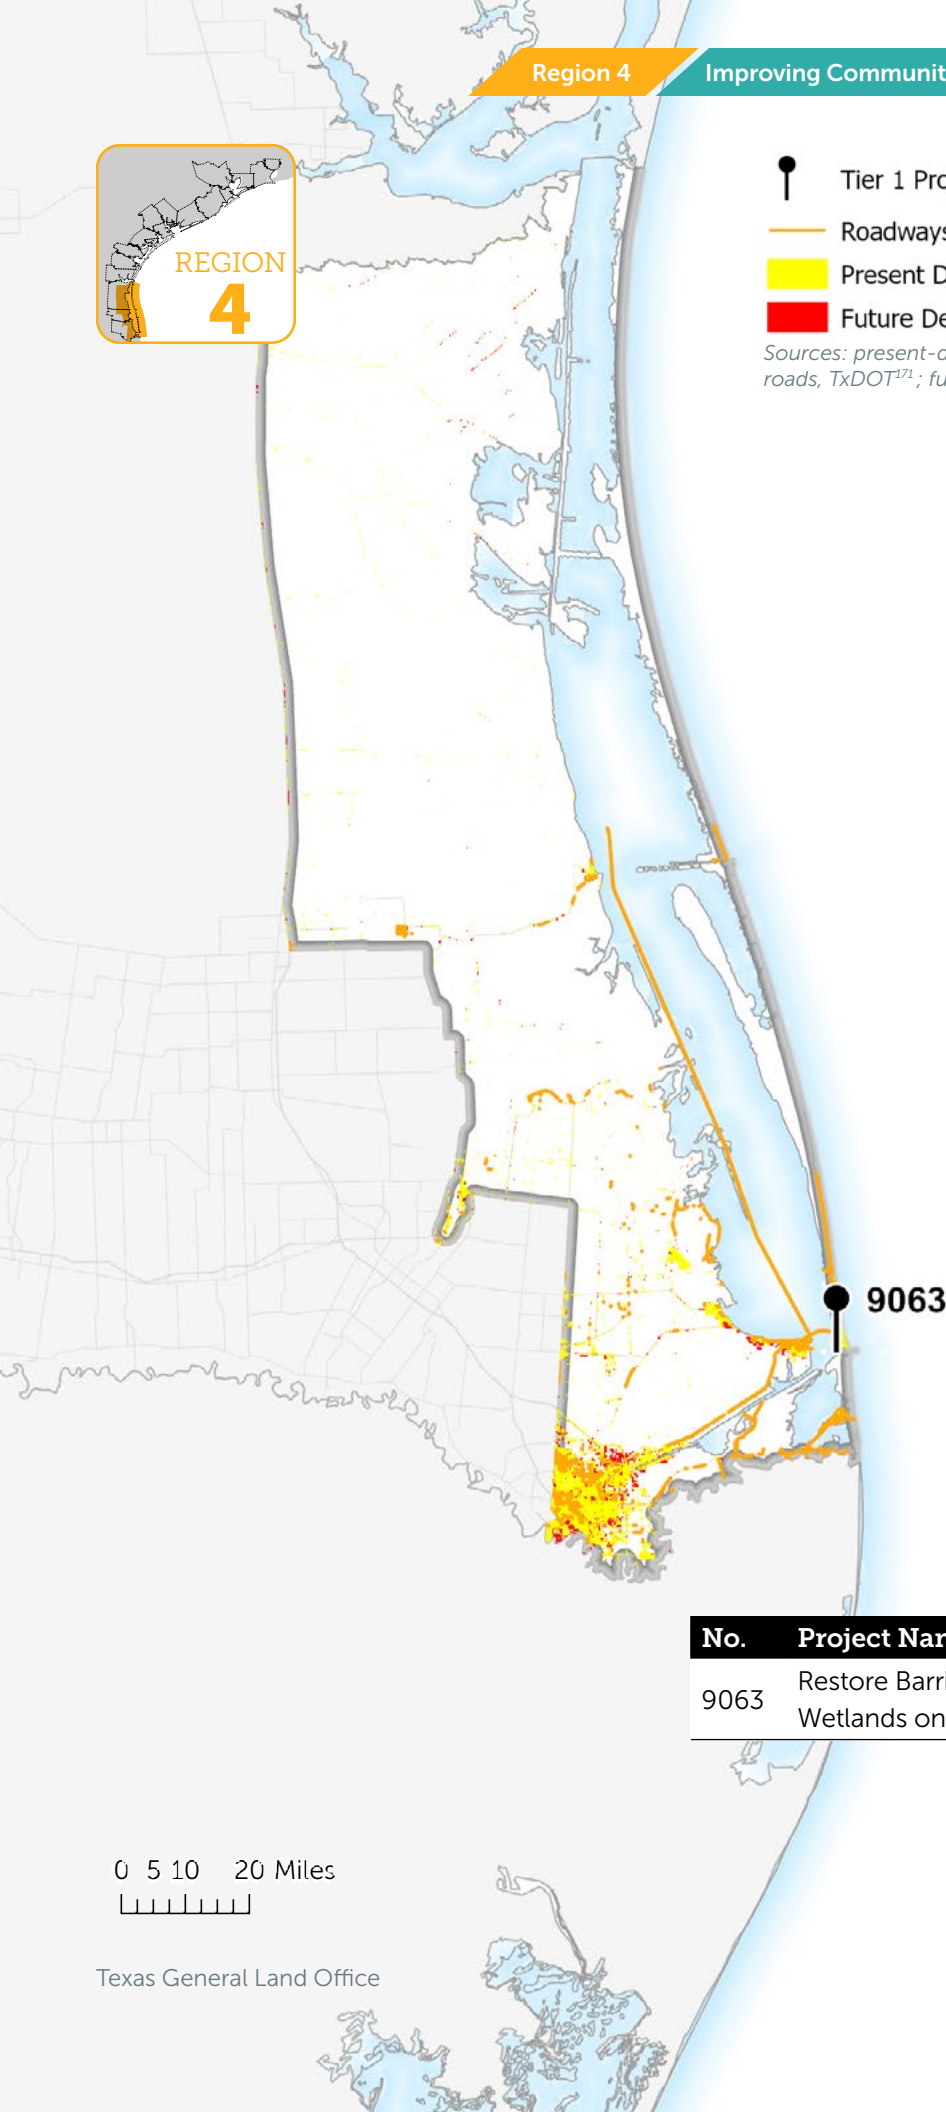 Region 4
Improving Communit
REGION
4
Tier 1 Pro
Roadways
Present D
Future De
Sources: present-d
roads, TxDOT171; fu
9063
No. Project Nar
9063 Restore Barri
Wetlands on
0 5 10 20 Miles
Texas General Land Office